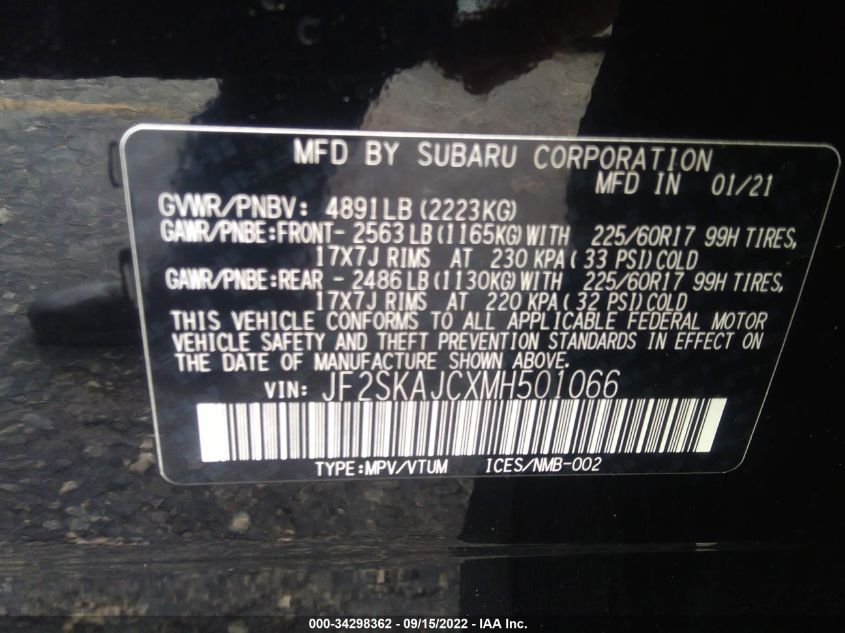 MFD BY SUBARU CORPORATION
MFD IN 01/21
GVWR/PNBV: 4891LB (2223KG)
GAWR/PNBE:FRONT- 2563 LB (1165KG) WITH 225/60R17 99H TIRES,
17X7J RIMS AT 230 KPA ( 33 PSI) COLD
GAWR/PNBE:REAR - 2486 LB (1130KG) WITH 225/60R17 99H TIRES,
17X7J RIMS AT 220 KPA ( 32 PSI) COLD
THIS VEHICLE CONFORMS TO ALL APPLICABLE FEDERAL MOTOR
VEHICLE SAFETY AND THEFT PREVENTION STANDARDS IN EFFECT ON
THE DATE OF MANUFACTURE SHOWN ABOVE.
VIN: JF2SKAJCXMH501066
TYPE:MPV/VTUM ICES/NMB-002
000-34298362 - 09/15/2022 - IAA Inc.